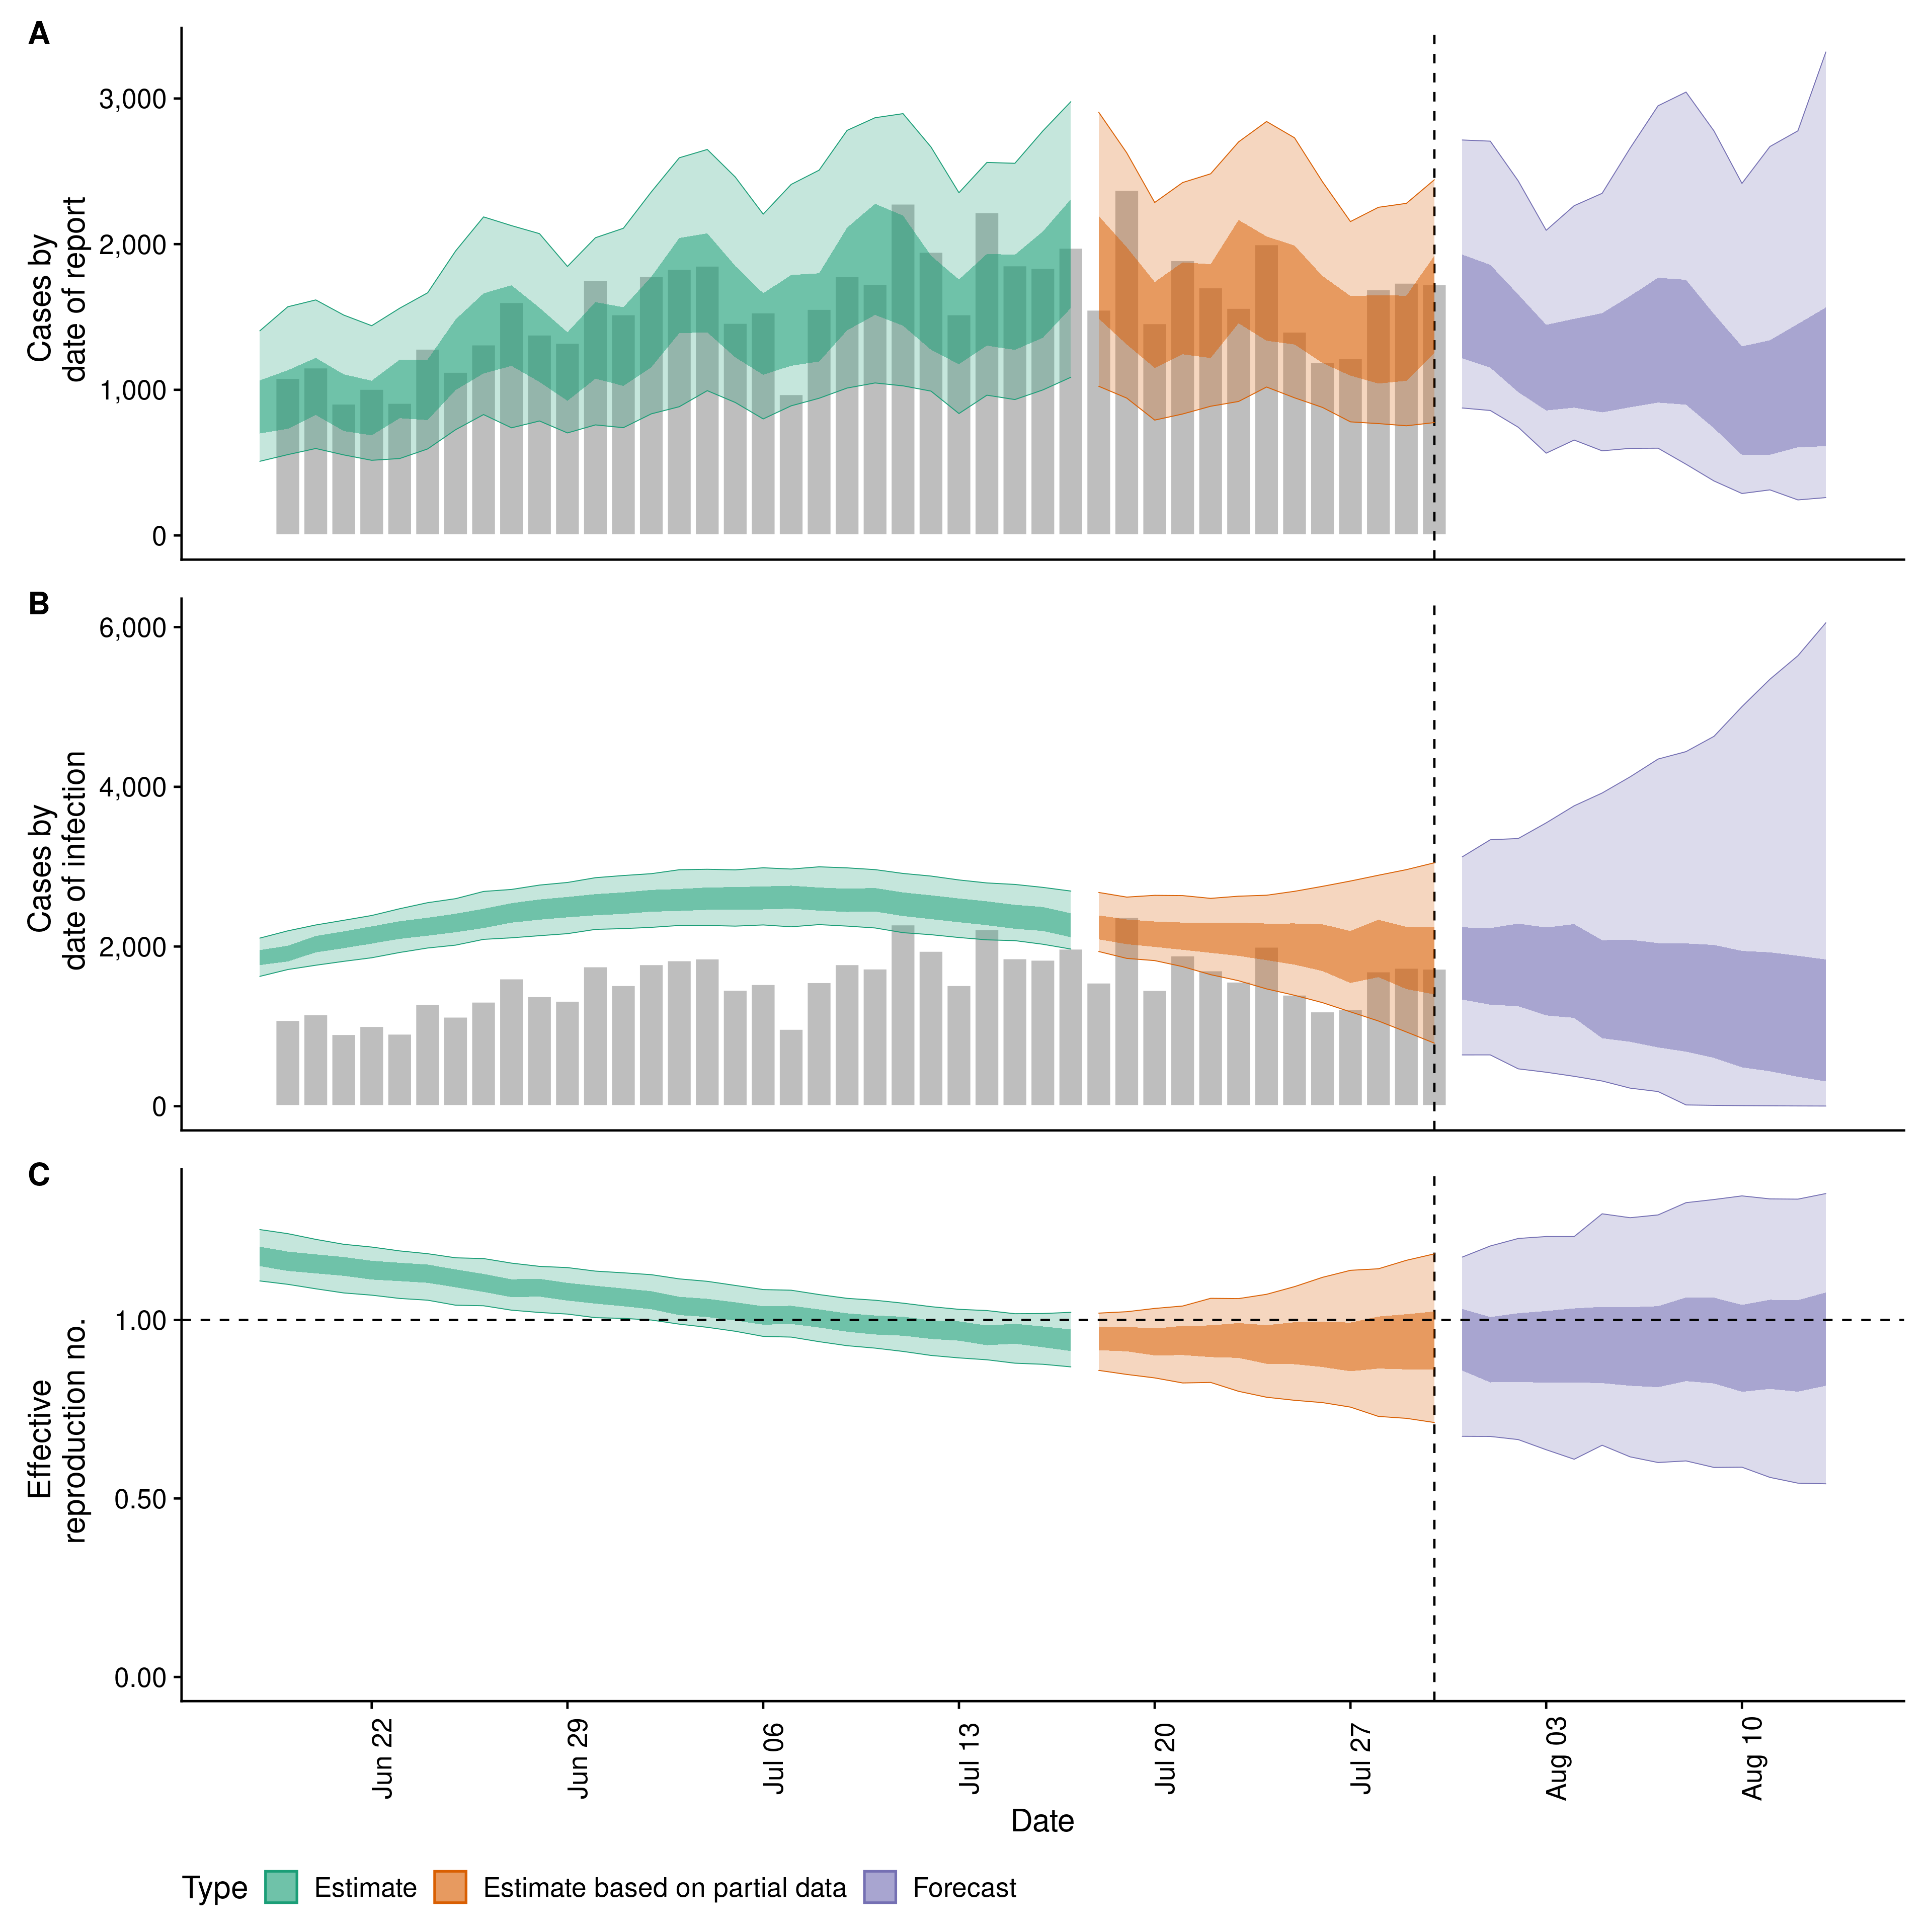 A
3,000
2,000
1,000
0
Cases by
date of report
B
6,000
4,000
2,000
0
Cases by
date of infection
C
1.00
0.50
0.00
Effective
reproduction no.
Jun 22
Jun 29
Jul 06
Jul 13
Jul 20
Jul 27
Aug 03
Aug 10
Date
Type Estimate Estimate based on partial data Forecast